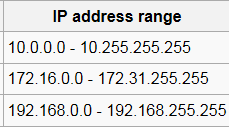 IP address range
10.0.0.0 - 10.255.255.255
172.16.0.0 - 172.31.255.255
192.168.0.0 - 192.168.255.255